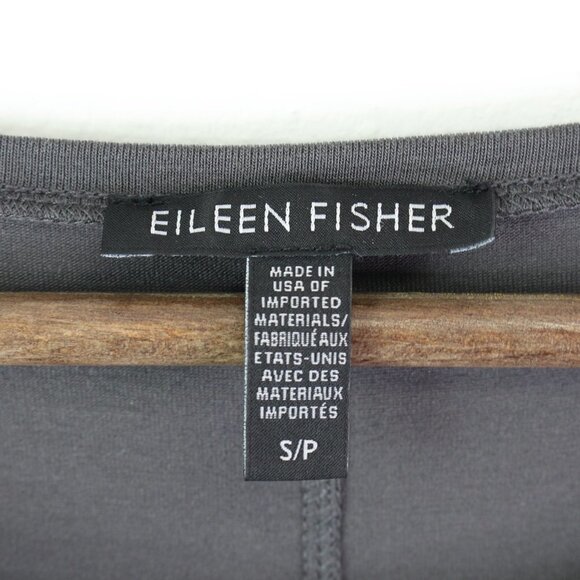 EILEEN FISHER
MADE IN
USA OF
IMPORTED
MATERIALS/
FABRIQUÉ AUX
ETATS-UNIS
AVEC DES
MATERIAUX
IMPORTÉS
S/P